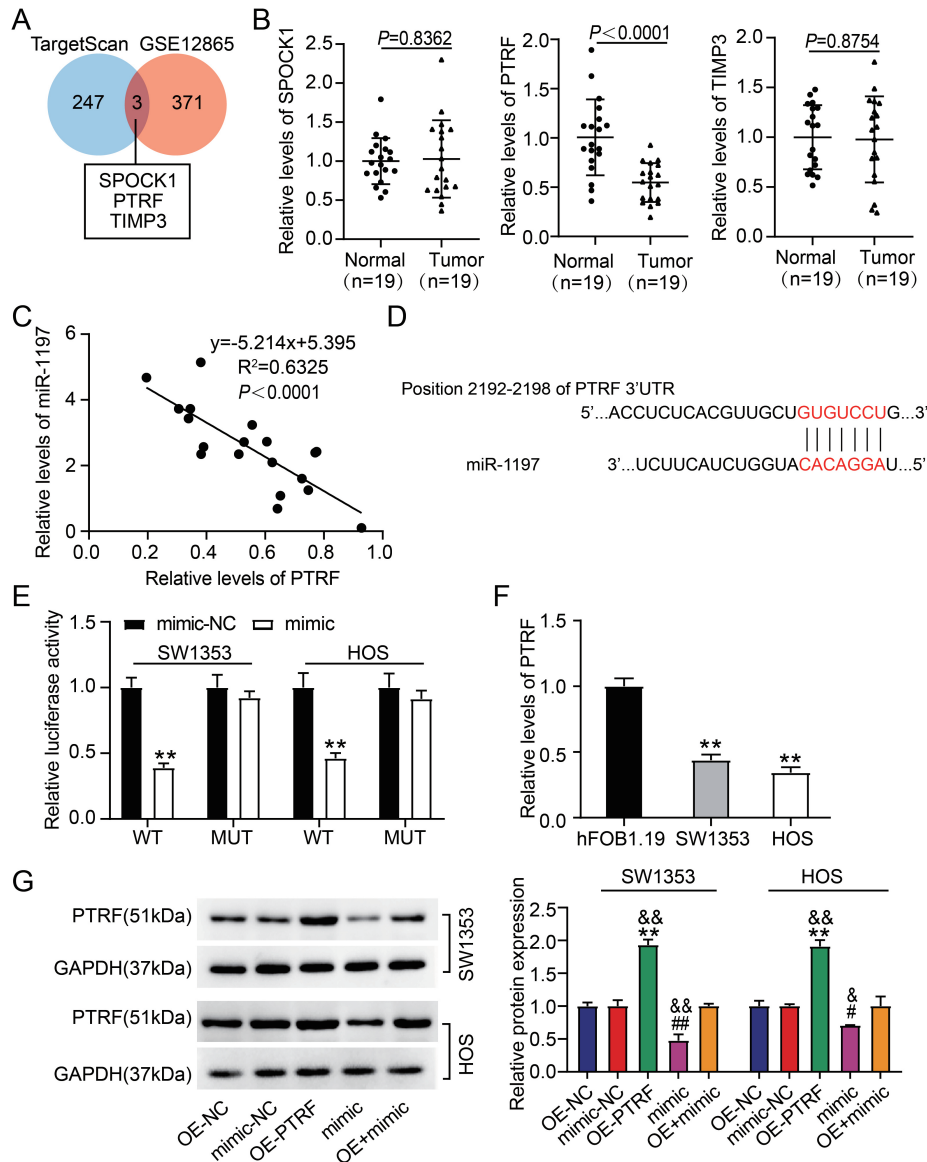 A
TargetScan GSE12865
247 3 371
SPOCK1
PTRF
TIMP3
B
Relative levels of SPOCK1
2.5
2.0
1.5
1.0
0.5
0.0
P=0.8362
Normal Tumor
(n=19) (n=19)
Relative levels of PTRF
2.0
1.5
1.0
0.5
0.0
P<0.0001
Normal Tumor
(n=19) (n=19)
Relative levels of TIMP3
2.0
1.5
1.0
0.5
0.0
P=0.8754
Normal Tumor
(n=19) (n=19)
C
Relative levels of miR-1197
6
4
2
0
y=-5.214x+5.395
R²=0.6325
P<0.0001
0.0 0.2 0.4 0.6 0.8 1.0
Relative levels of PTRF
D
Position 2192-2198 of PTRF 3'UTR
5'...ACCUCUCACGUUGCUGUGUCCUG...3'
miR-1197 3'...UCUUCAUCUGGUACACAGGAU...5'
E
Relative luciferase activity
1.5
1.0
0.5
0.0
mimic-NC mimic
SW1353 HOS
** **
WT MUT WT MUT
F
Relative levels of PTRF
1.5
1.0
0.5
0.0
** **
hFOB1.19 SW1353 HOS
G
PTRF(51kDa)
GAPDH(37kDa)
SW1353
PTRF(51kDa)
GAPDH(37kDa)
HOS
OE-NC mimic-NC OE-PTRF mimic OE+mimic
Relative protein expression
2.5
2.0
1.5
1.0
0.5
0.0
SW1353 HOS
&& &&
** **
&& &
## #
OE-NC mimic-NC OE-PTRF mimic OE+mimic OE-NC mimic-NC OE-PTRF mimic OE+mimic